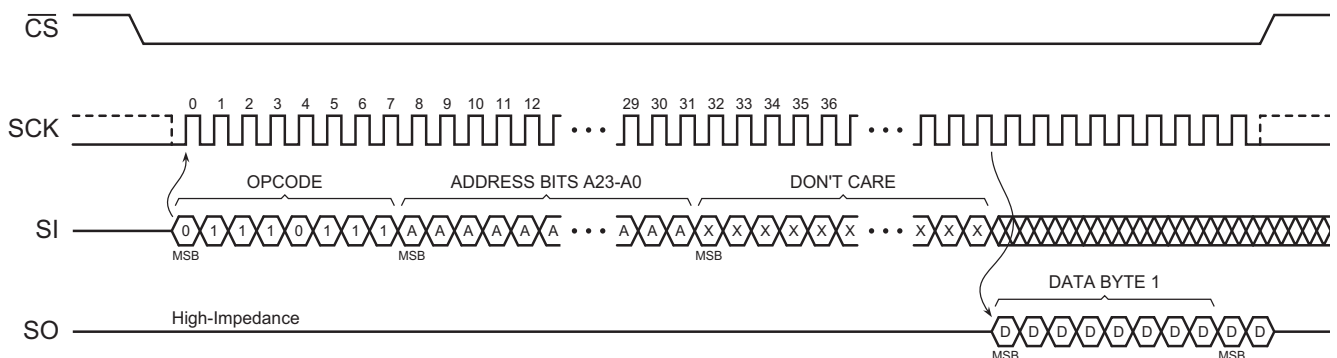 CS
0 1 2 3 4 5 6 7 8 9 10 11 12 29 30 31 32 33 34 35 36
SCK
OPCODE ADDRESS BITS A23-A0 DON'T CARE
SI 0 1 1 1 0 1 1 1 A A A A A A A A A X X X X X X X X X
MSB MSB MSB
DATA BYTE 1
High-Impedance
SO D D D D D D D D D D
MSB MSB